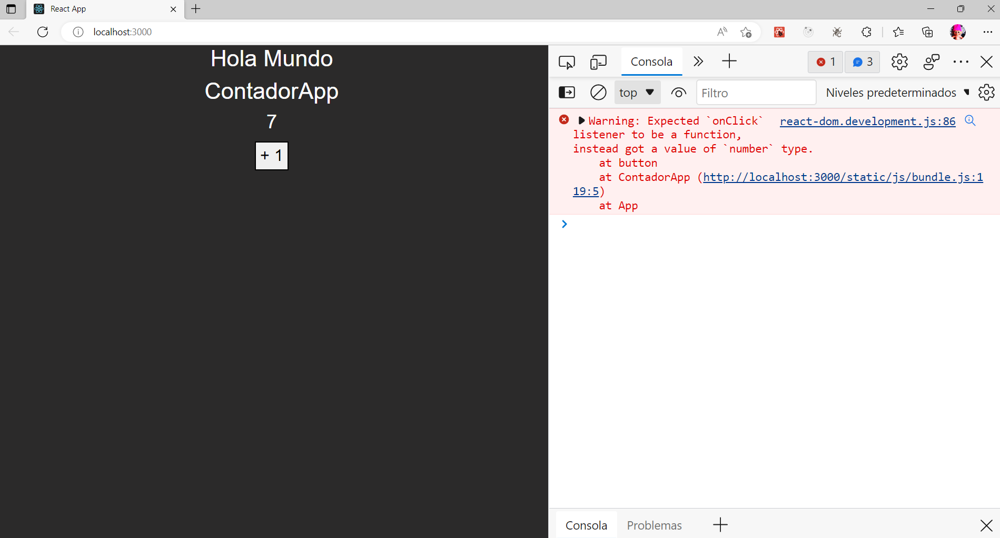 React App
localhost:3000
Hola Mundo
ContadorApp
7
+ 1
Consola
1
3
top
Filtro
Niveles predeterminados
Warning: Expected `onClick` react-dom.development.js:86
listener to be a function,
instead got a value of `number` type.
at button
at ContadorApp (http://localhost:3000/static/js/bundle.js:1
19:5)
at App
Consola
Problemas